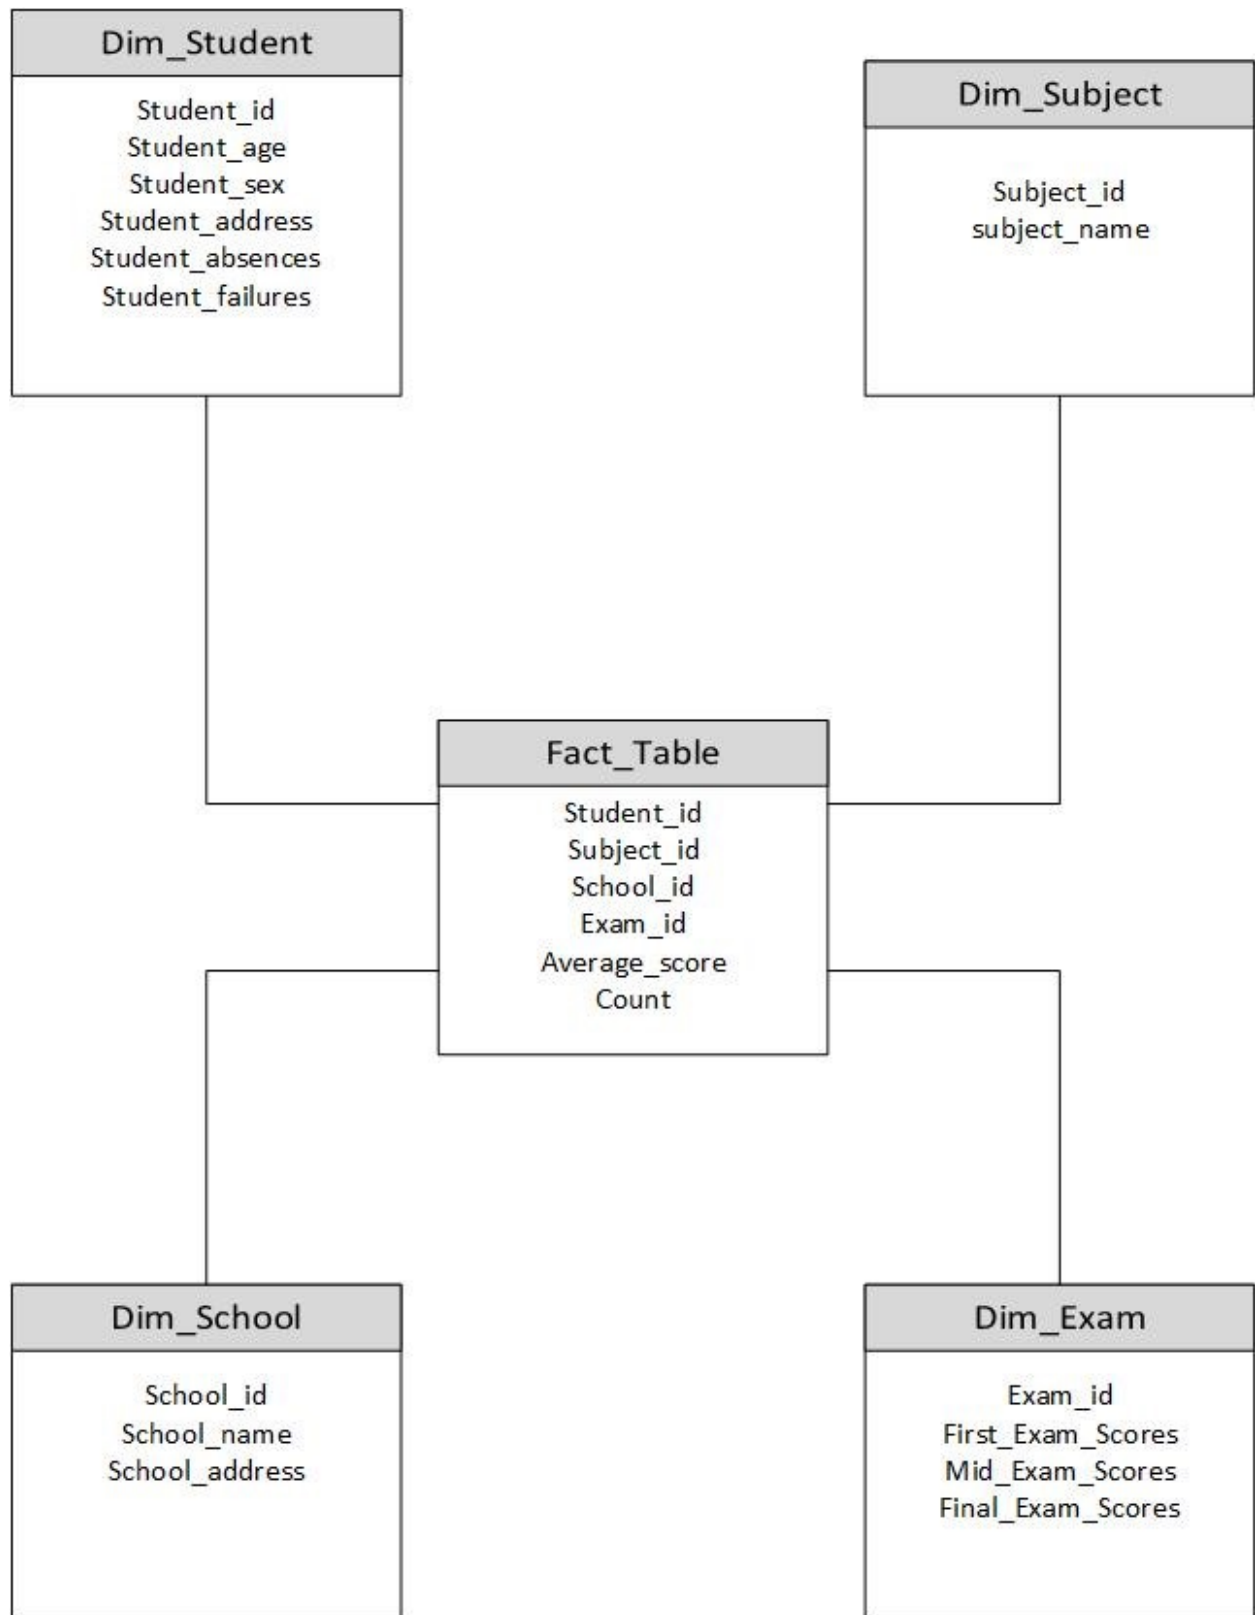 Dim_Student
Student_id
Student_age
Student_sex
Student_address
Student_absences
Student_failures
Dim_Subject
Subject_id
subject_name
Fact_Table
Student_id
Subject_id
School_id
Exam_id
Average_score
Count
Dim_School
School_id
School_name
School_address
Dim_Exam
Exam_id
First_Exam_Scores
Mid_Exam_Scores
Final_Exam_Scores